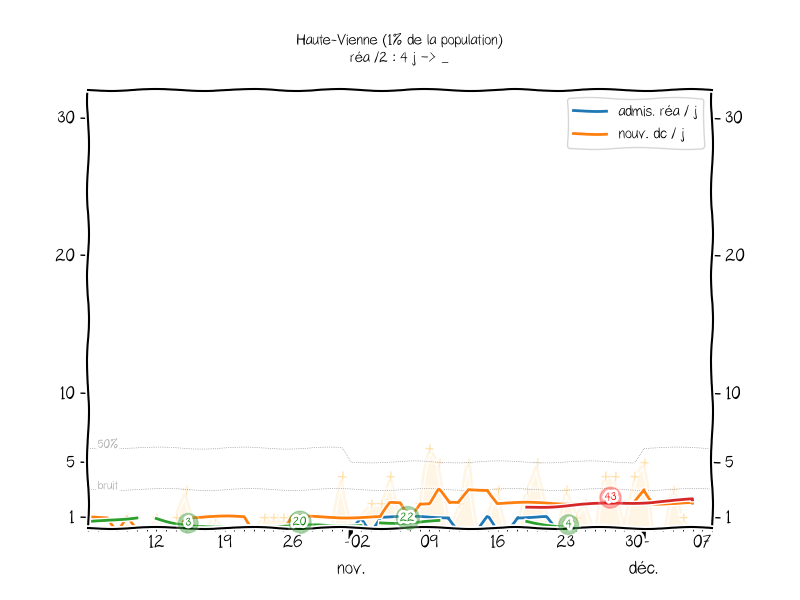 Haute-Vienne (1% de la population)
réa /2 : 4 j -> _
admis. réa / j
nouv. dc / j
30 30
20 20
10 10
50%
5 5
bruit
1 1
3 20 22 4 43
12 19 26 02 09 16 23 30 07
nov. déc.